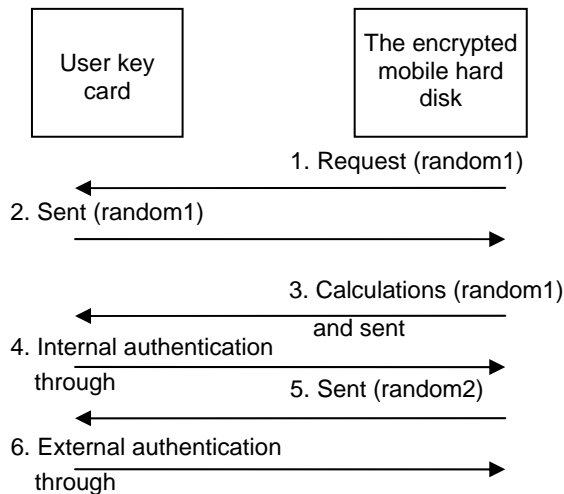 User key
card
The encrypted
mobile hard
disk
1. Request (random1)
2. Sent (random1)
3. Calculations (random1)
and sent
4. Internal authentication
through
5. Sent (random2)
6. External authentication
through